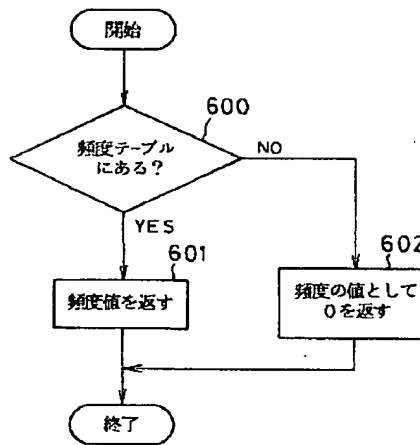 開始
600
頻度テーブル
にある?
NO
YES
601
602
頻度値を返す
頻度の値として
0を返す
終了